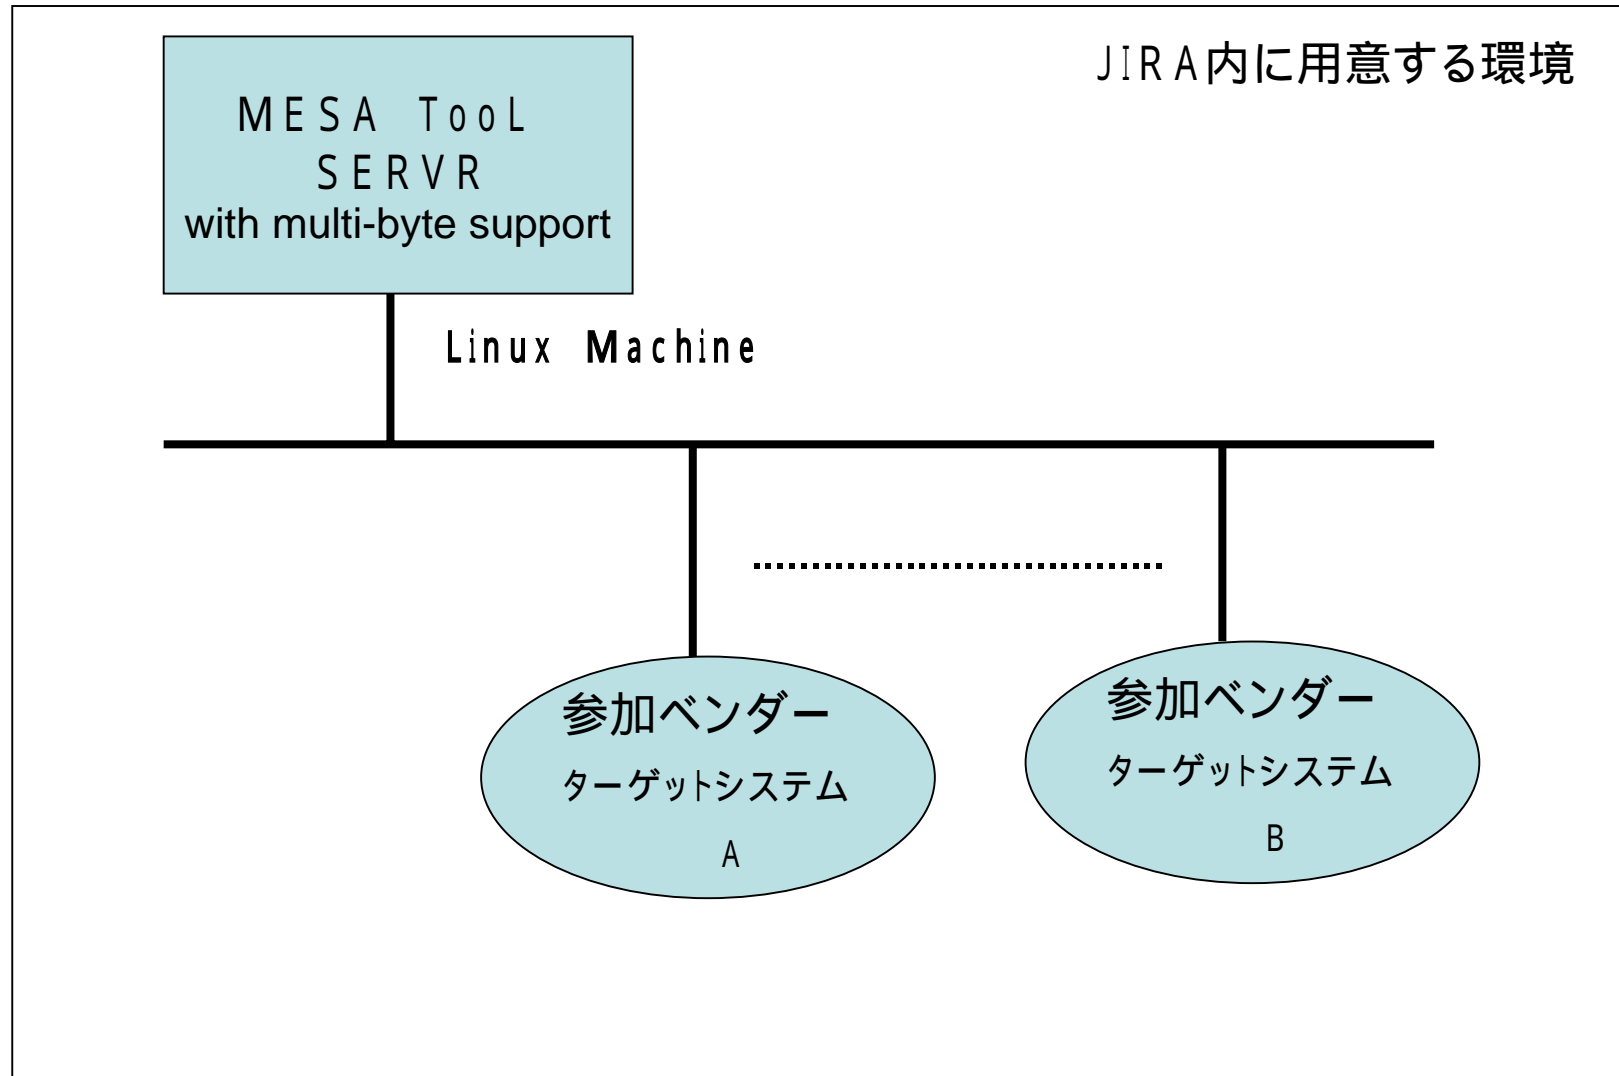 JIRA内に用意する環境
MESA TooL
SERVR
with multi-byte support
Linux Machine
参加ベンダー
ターゲットシステム
A
参加ベンダー
ターゲットシステム
B